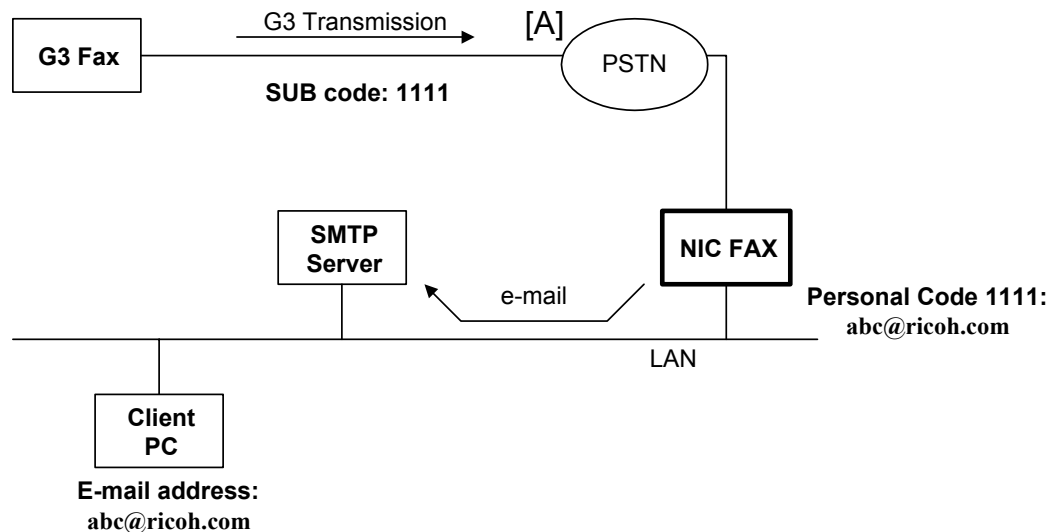 G3 Transmission
[A]
G3 Fax
PSTN
SUB code: 1111
SMTP
Server
NIC FAX
e-mail
Personal Code 1111:
abc@ricoh.com
LAN
Client
PC
E-mail address:
abc@ricoh.com